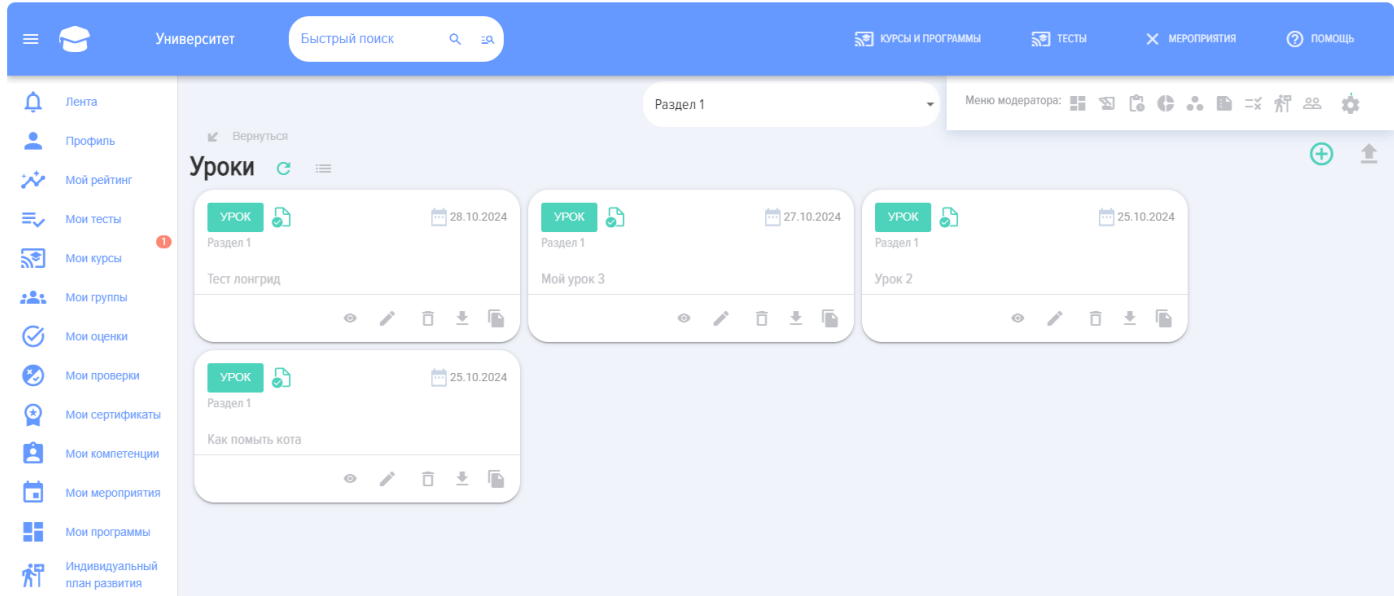 Университет
Быстрый поиск
КУРСЫ И ПРОГРАММЫ
ТЕСТЫ
МЕРОПРИЯТИЯ
ПОМОЩЬ
Лента
Профиль
Мой рейтинг
Мои тесты
1
Мои курсы
Мои группы
Мои оценки
Мои проверки
Мои сертификаты
Мои компетенции
Мои мероприятия
Мои программы
Индивидуальный
план развития
Раздел 1
Меню модератора:
Вернуться
Уроки
УРОК 28.10.2024
Раздел 1
Тест лонгрид
УРОК 27.10.2024
Раздел 1
Мой урок 3
УРОК 25.10.2024
Раздел 1
Урок 2
УРОК 25.10.2024
Раздел 1
Как помыть кота